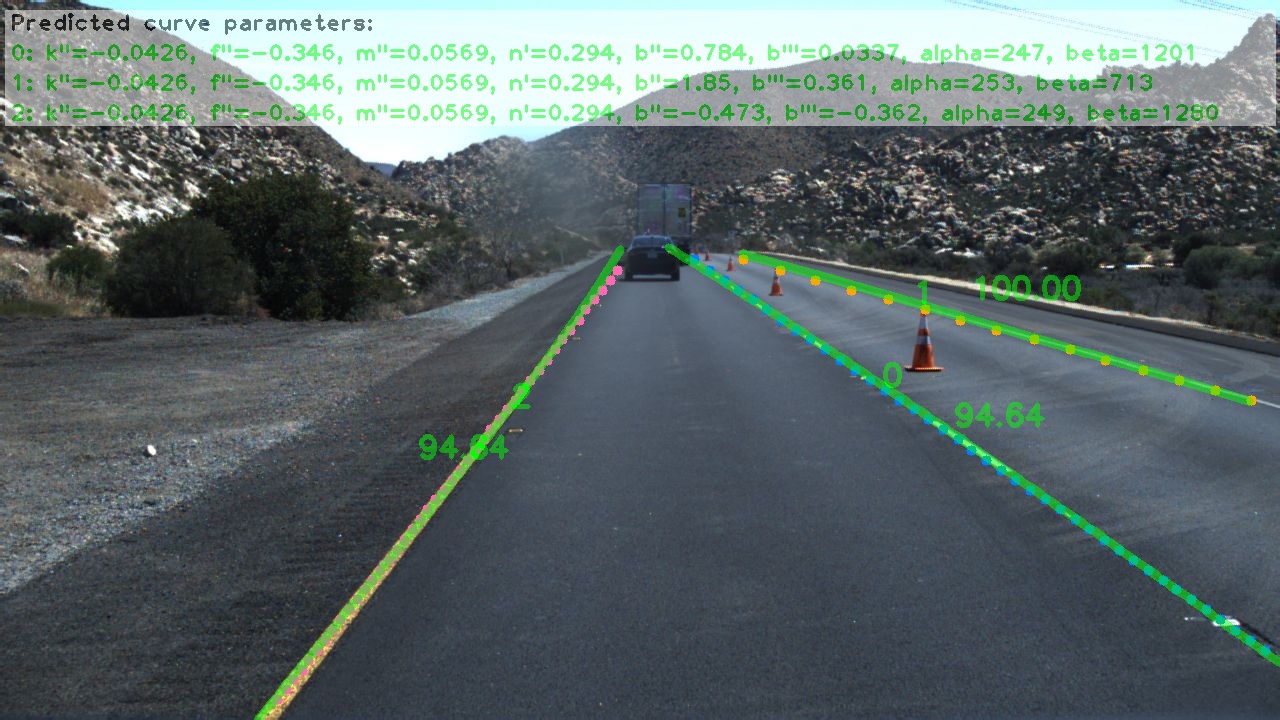 Predicted curve parameters:
0: k''=-0.0426, f''=-0.346, m''=0.0569, n'=0.294, b''=0.784, b'''=0.0337, alpha=247, beta=1201
1: k''=-0.0426, f''=-0.346, m''=0.0569, n'=0.294, b''=1.85, b'''=0.361, alpha=253, beta=713
2: k''=-0.0426, f''=-0.346, m''=0.0569, n'=0.294, b''=-0.473, b'''=-0.362, alpha=249, beta=1280
1 100.00
0
94.64
2
94.84